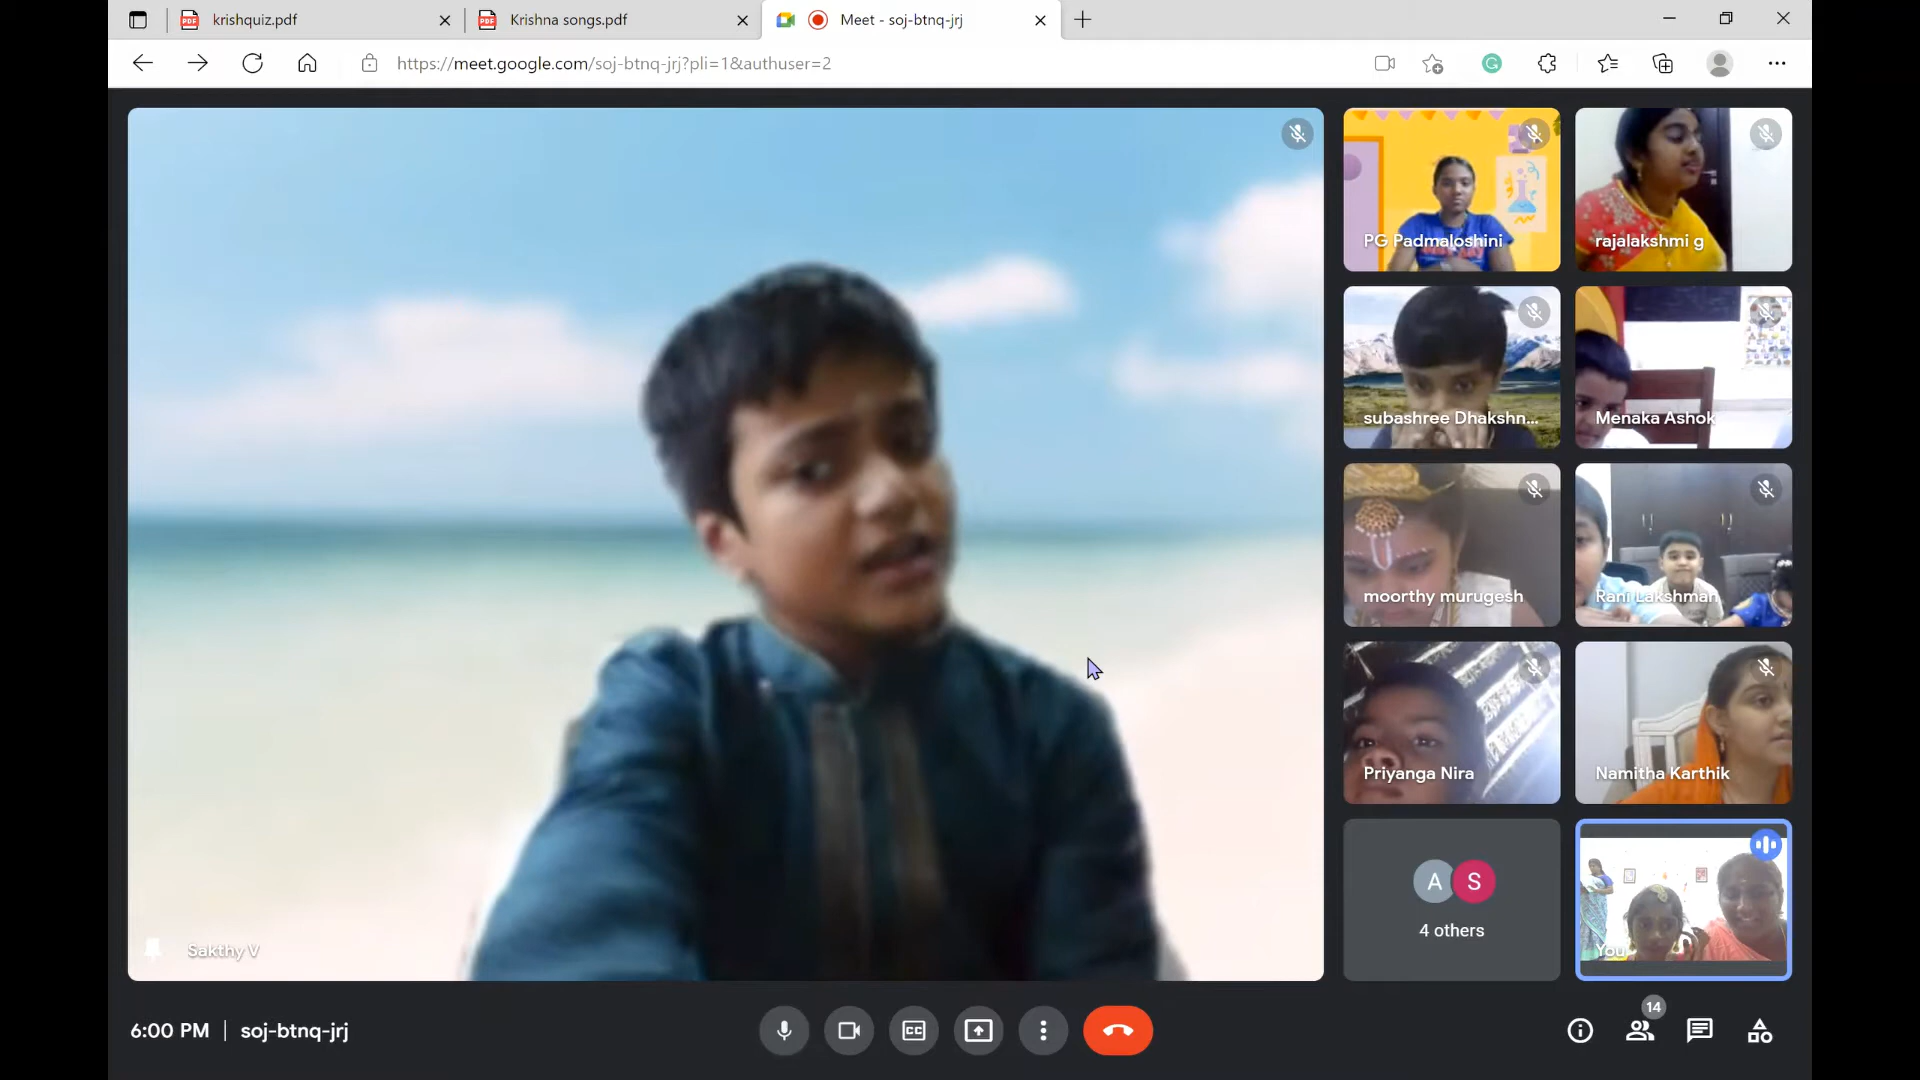 krishquiz.pdf
Krishna songs.pdf
Meet - soj-btnq-jrj
https://meet.google.com/soj-btnq-jrj?pli=1&authuser=2
PG Padmaloshini
rajalakshmi g
subashree Dhakshn...
Menaka Ashok
moorthy murugesh
Rani Lakshman
Priyanga Nira
Namitha Karthik
A S
4 others
You
Sakthy V
6:00 PM | soj-btnq-jrj
CC
14